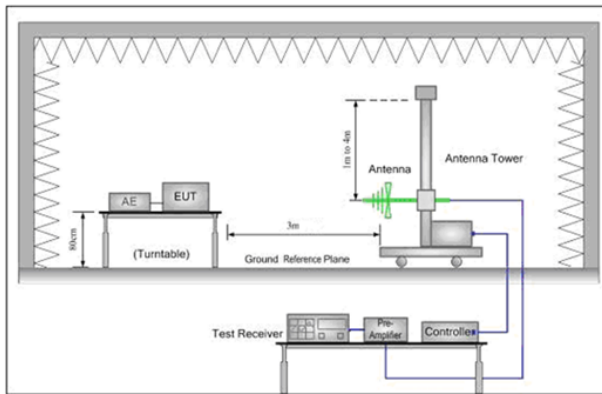 1m to 4m
Antenna
Antenna Tower
AE
EUT
80cm
(Turntable)
3m
Ground Reference Plane
Test Receiver
Pre-
Amplifier
Controller